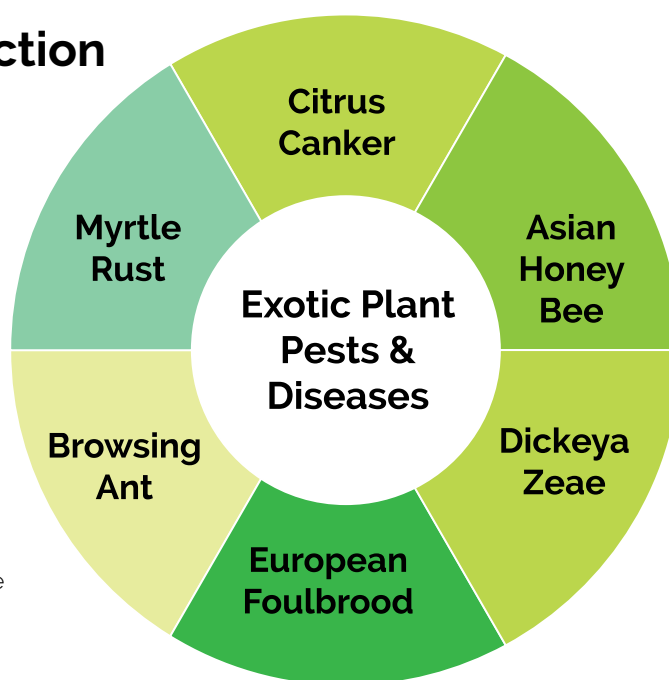 ction
Citrus
Canker
Asian
Honey
Bee
Myrtle
Rust
Exotic Plant
Pests &
Diseases
Dickeya
Zeae
Browsing
Ant
European
Foulbrood
e